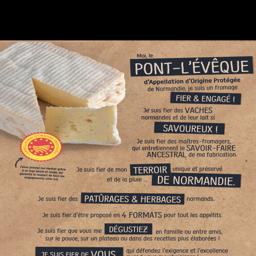 Moi, le
PONT-L'ÉVÊQUE
d'Appellation d'Origine Protégée
de Normandie, je suis un fromage
FIER & ENGAGÉ !
Je suis fier des VACHES
normandes et de leur lait si
SAVOUREUX !
Je suis fier des maîtres-fromagers,
qui entretiennent le SAVOIR-FAIRE
ANCESTRAL de ma fabrication.
Je suis fier de mon TERROIR unique et préservé
et de la pluie ... DE NORMANDIE.
Je suis fier des PATÛRAGES & HERBAGES normands.
Je suis fier d'être proposé en 4 FORMATS pour tout les appétits.
Je suis fier que vous me DÉGUSTIEZ en famille ou entre amis,
sur le pouce, sur un plateau ou dans des recettes plus élaborées !
JE SUIS FIER DE VOUS qui défendez l'exigence et l'excellence